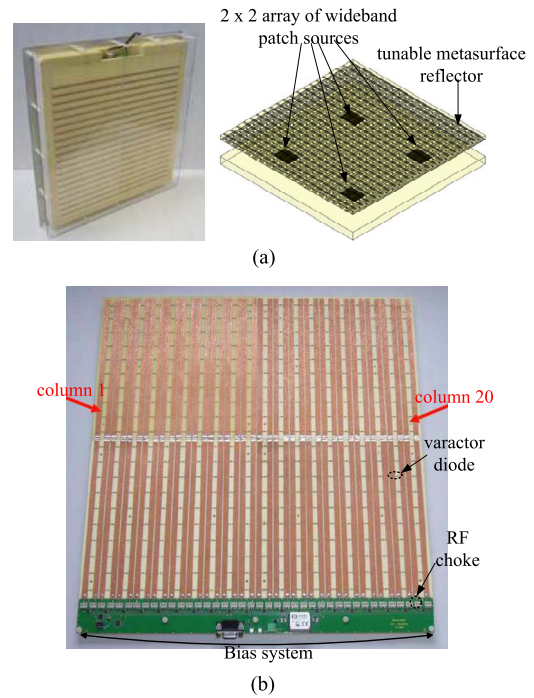 2 x 2 array of wideband
patch sources
tunable metasurface
reflector
(a)
column 1
column 20
varactor
diode
RF
choke
Bias system
(b)